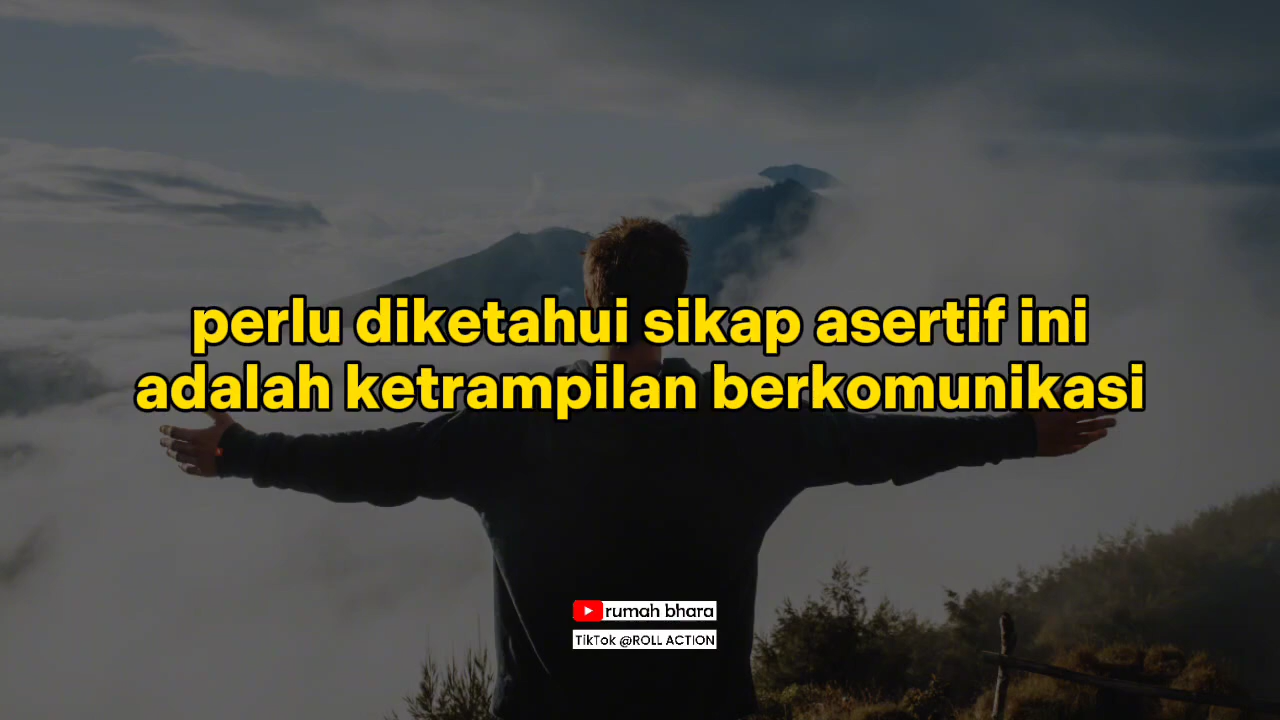 perlu diketahui sikap asertif ini
adalah ketrampilan berkomunikasi
rumah bhara
TikTok @ROLL ACTION